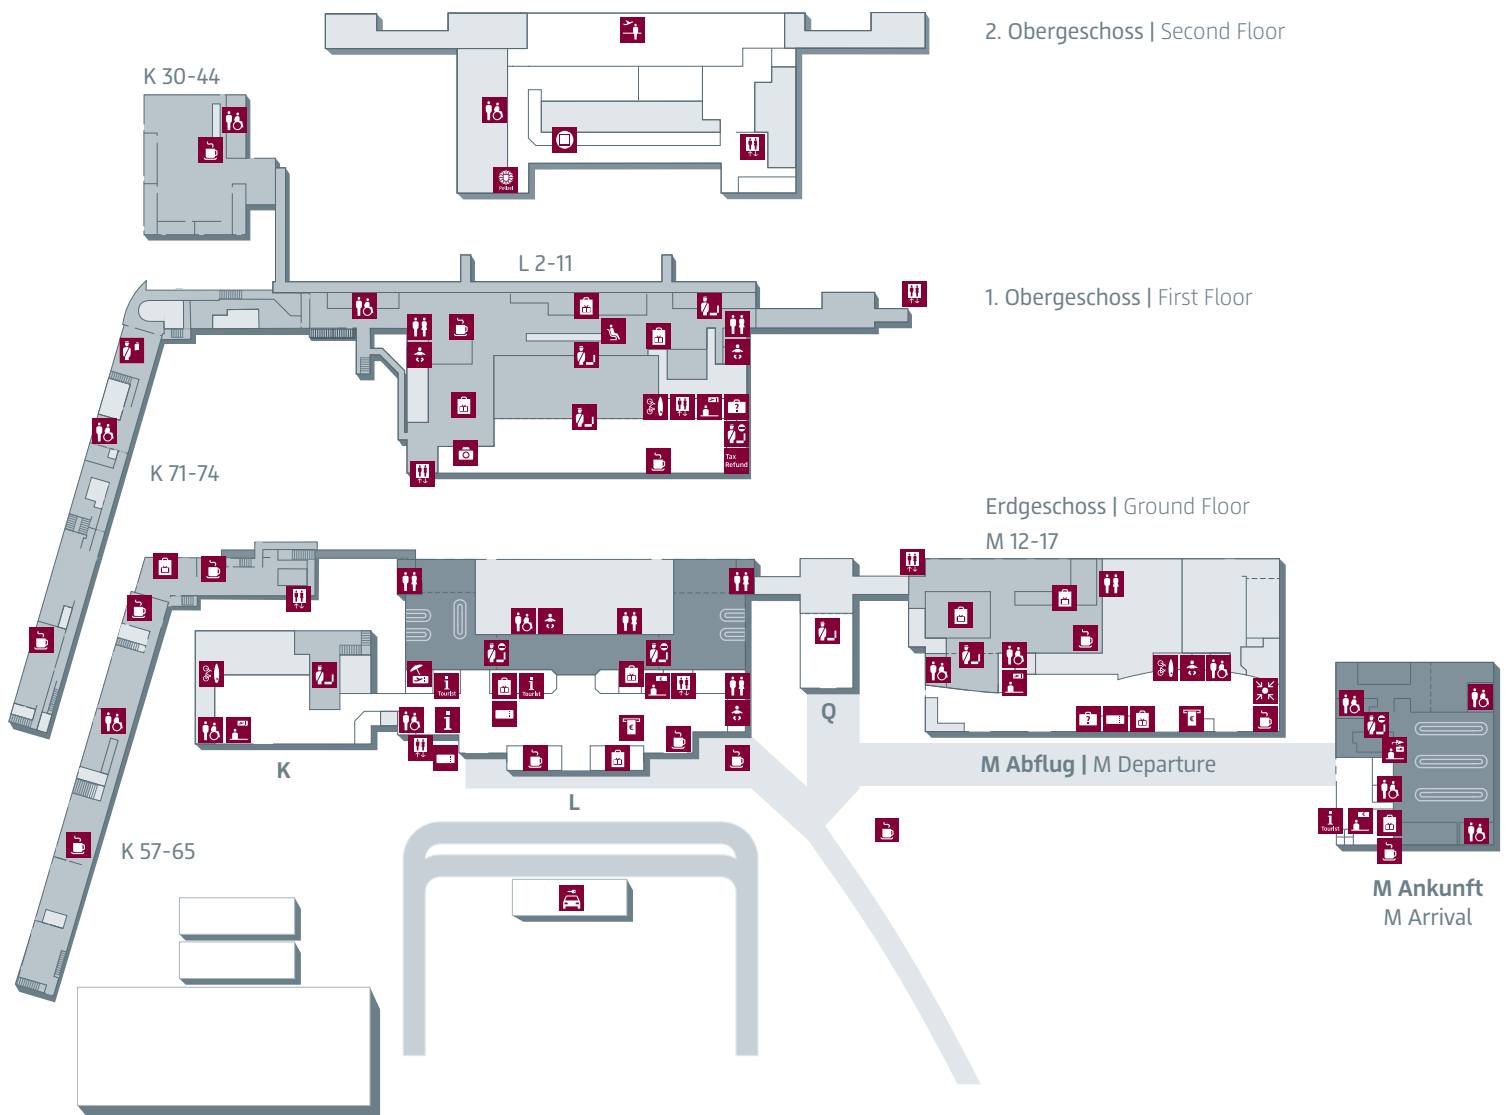 2. Obergeschoss | Second Floor
K 30-44
Polizei
L 2-11
1. Obergeschoss | First Floor
K 71-74
Tax
Refund
Erdgeschoss | Ground Floor
M 12-17
i
Tourist
i
Tourist
i
K
Q
M Abflug | M Departure
L
i
Tourist
K 57-65
M Ankunft
M Arrival